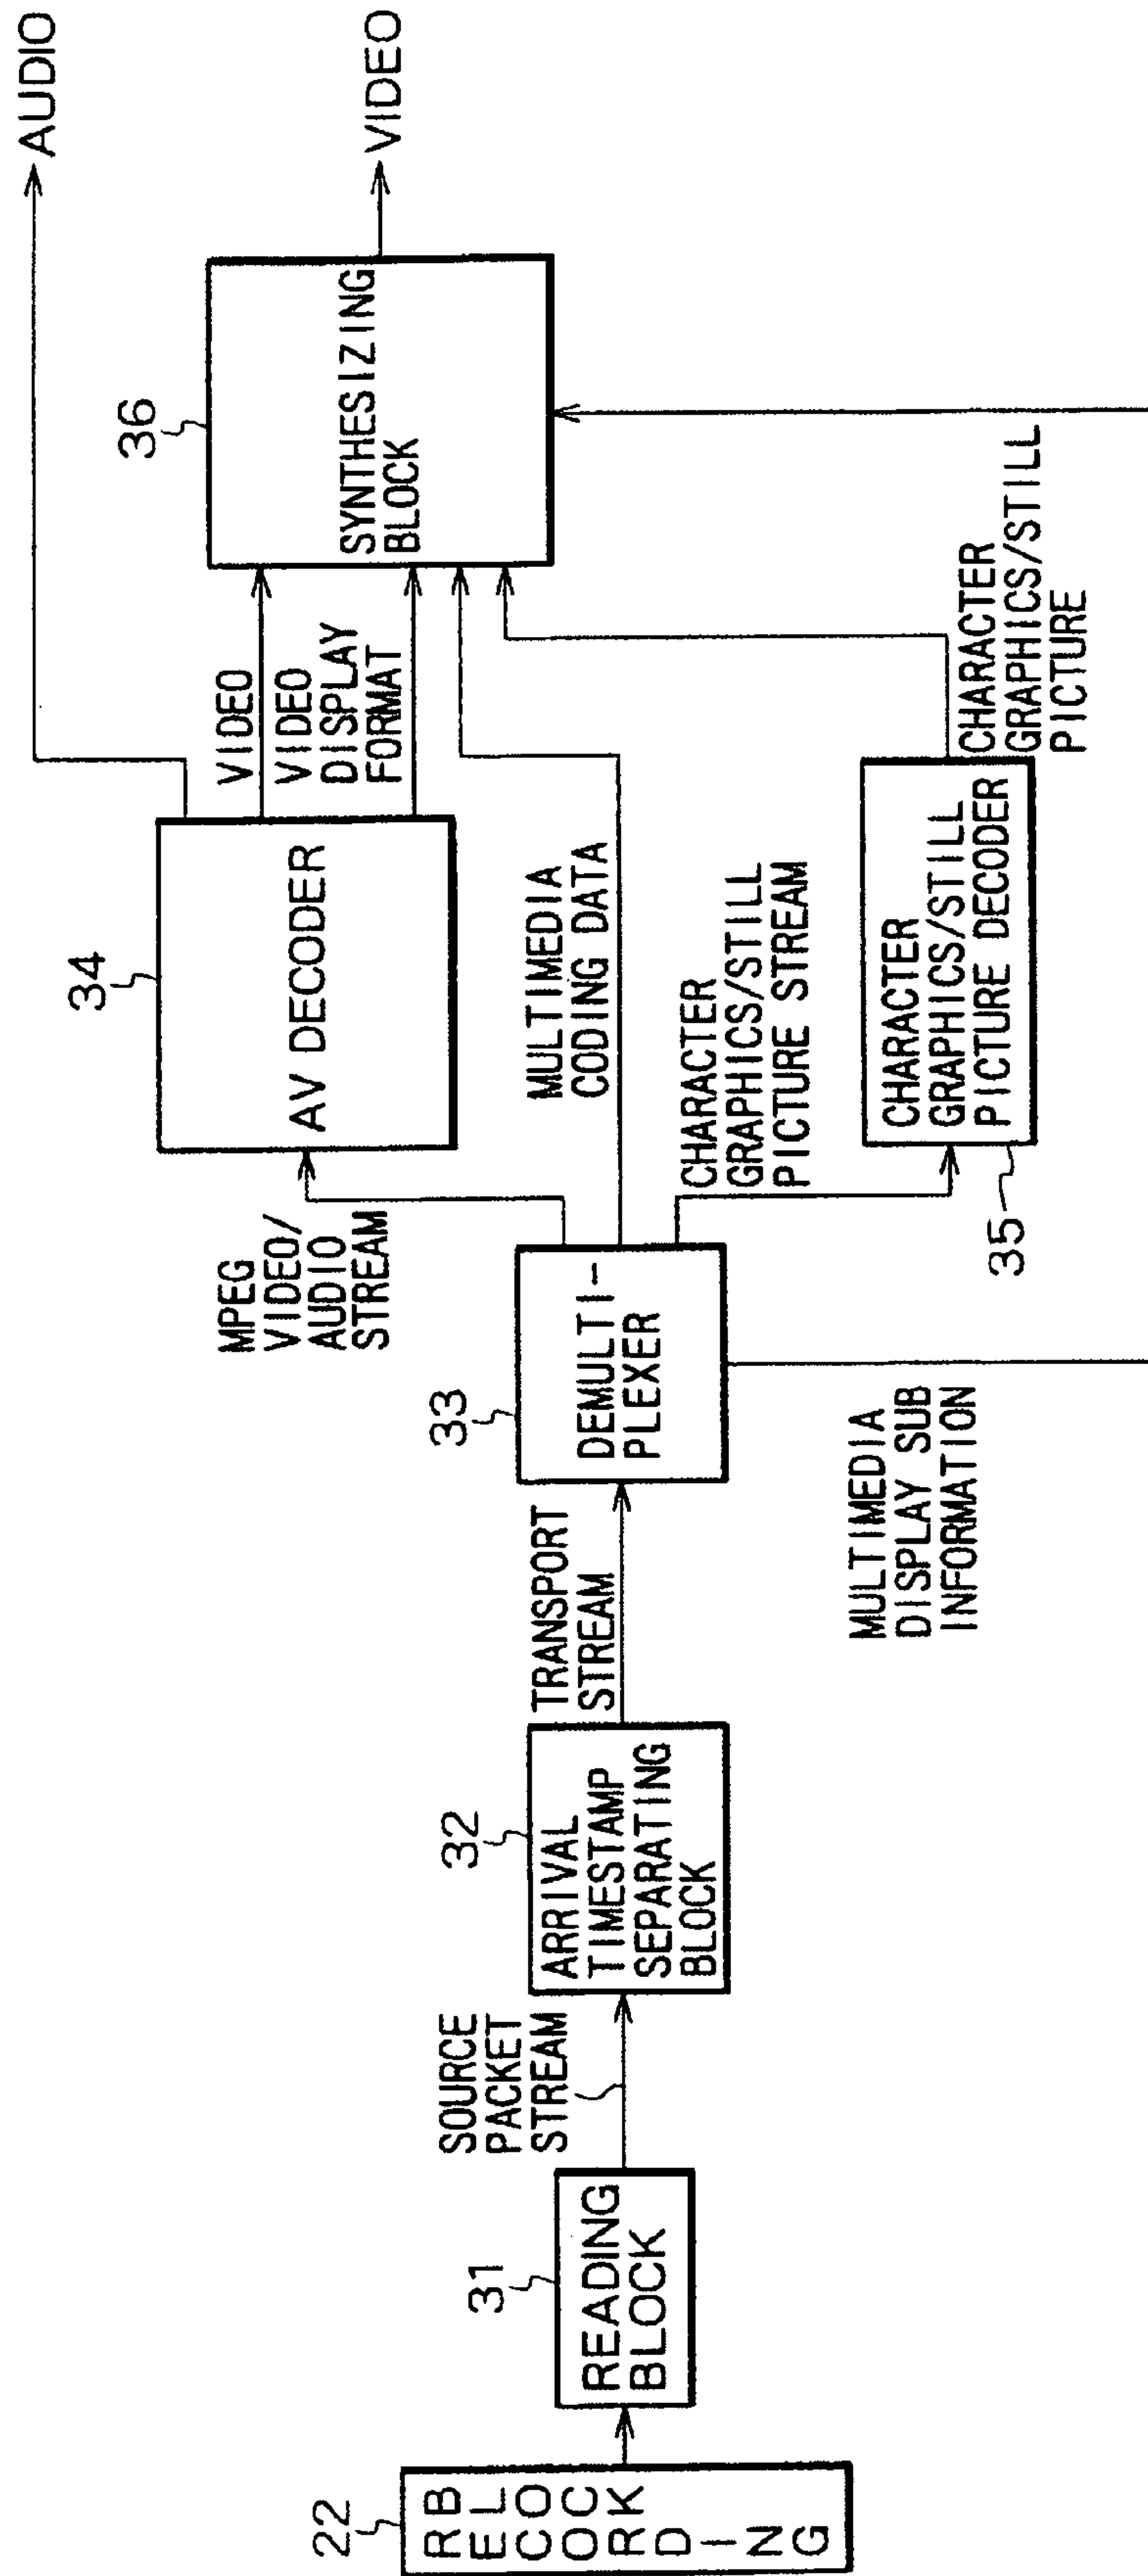 22
RECORDING
BLOCK
31
READING
BLOCK
SOURCE
PACKET
STREAM
32
ARRIVAL
TIMESTAMP
SEPARATING
BLOCK
TRANSPORT
STREAM
33
DEMULTI-
PLEXER
MPEG
VIDEO/
AUDIO
STREAM
MULTIMEDIA
CODING DATA
CHARACTER
GRAPHICS/STILL
PICTURE STREAM
MULTIMEDIA
DISPLAY SUB
INFORMATION
34
AV DECODER
35
CHARACTER
GRAPHICS/STILL
PICTURE DECODER
VIDEO
VIDEO
DISPLAY
FORMAT
CHARACTER
GRAPHICS/STILL
PICTURE
36
SYNTHESIZING
BLOCK
AUDIO
VIDEO